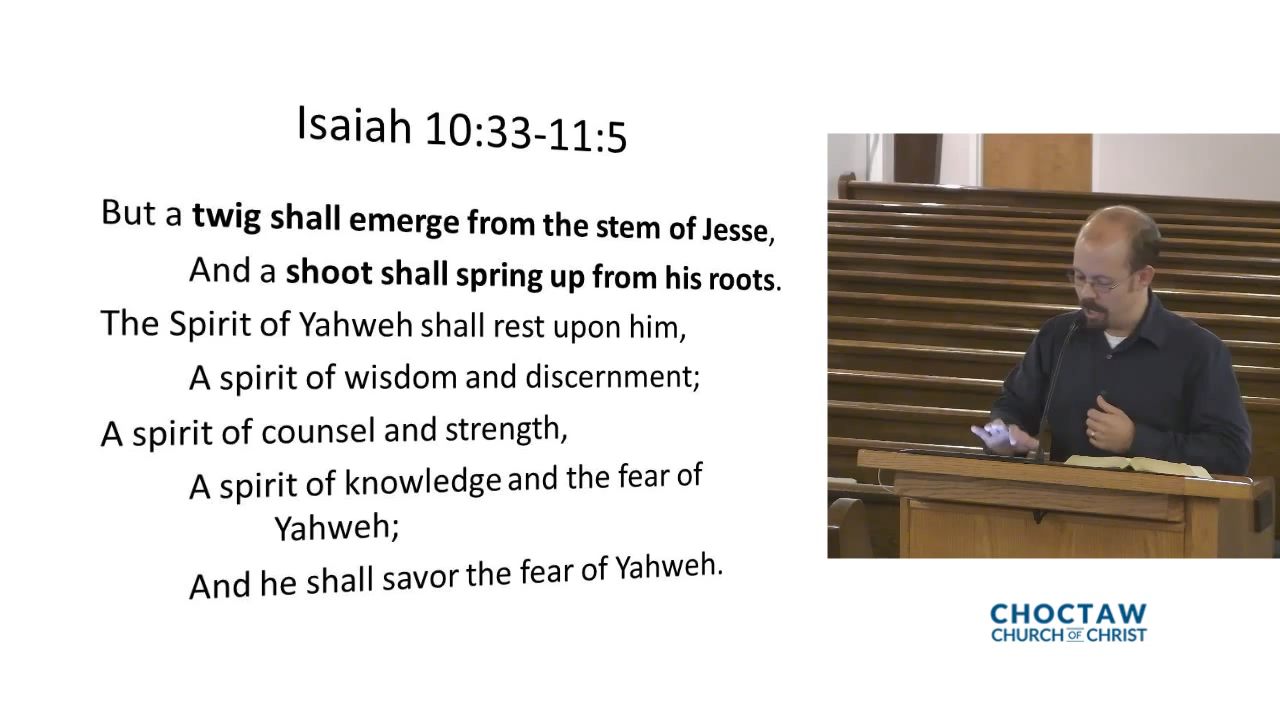 Isaiah 10:33-11:5
But a twig shall emerge from the stem of Jesse,
And a shoot shall spring up from his roots.
The Spirit of Yahweh shall rest upon him,
A spirit of wisdom and discernment;
A spirit of counsel and strength,
A spirit of knowledge and the fear of
Yahweh;
And he shall savor the fear of Yahweh.
CHOCTAW
CHURCH OF CHRIST